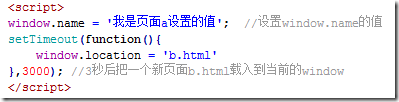 <script>
window.name = '我是页面a设置的值';  //设置window.name的值
setTimeout(function(){
    window.location = 'b.html'
},3000); //3秒后把一个新页面b.html载入到当前的window
</script>